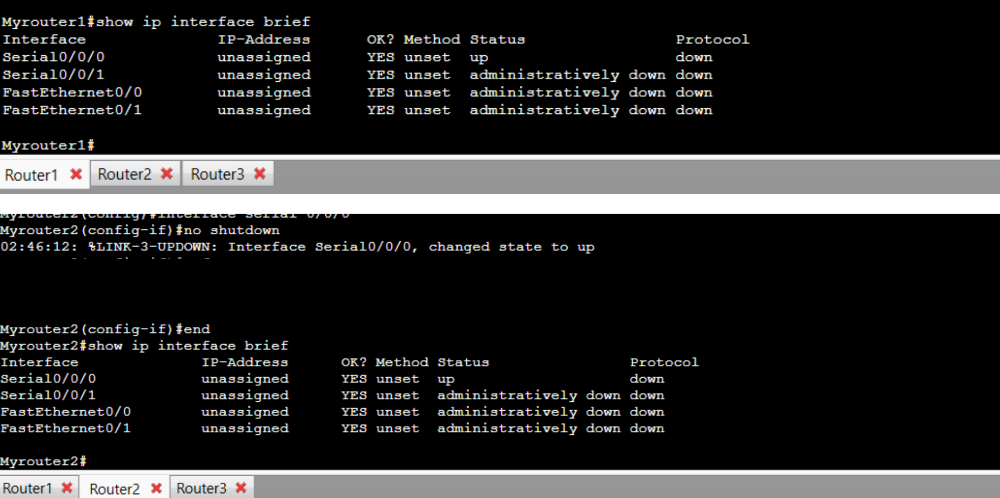 Myrouter1#show ip interface brief
Interface IP-Address OK? Method Status Protocol
Serial0/0/0 unassigned YES unset up down
Serial0/0/1 unassigned YES unset administratively down down
FastEthernet0/0 unassigned YES unset administratively down down
FastEthernet0/1 unassigned YES unset administratively down down
Myrouter1#
Router1 Router2 Router3
Myrouter2(config)#interface Serial 0/0/0
Myrouter2(config-if)#no shutdown
02:46:12: %LINK-3-UPDOWN: Interface Serial0/0/0, changed state to up
Myrouter2(config-if)#end
Myrouter2#show ip interface brief
Interface IP-Address OK? Method Status Protocol
Serial0/0/0 unassigned YES unset up down
Serial0/0/1 unassigned YES unset administratively down down
FastEthernet0/0 unassigned YES unset administratively down down
FastEthernet0/1 unassigned YES unset administratively down down
Myrouter2#
Router1 Router2 Router3